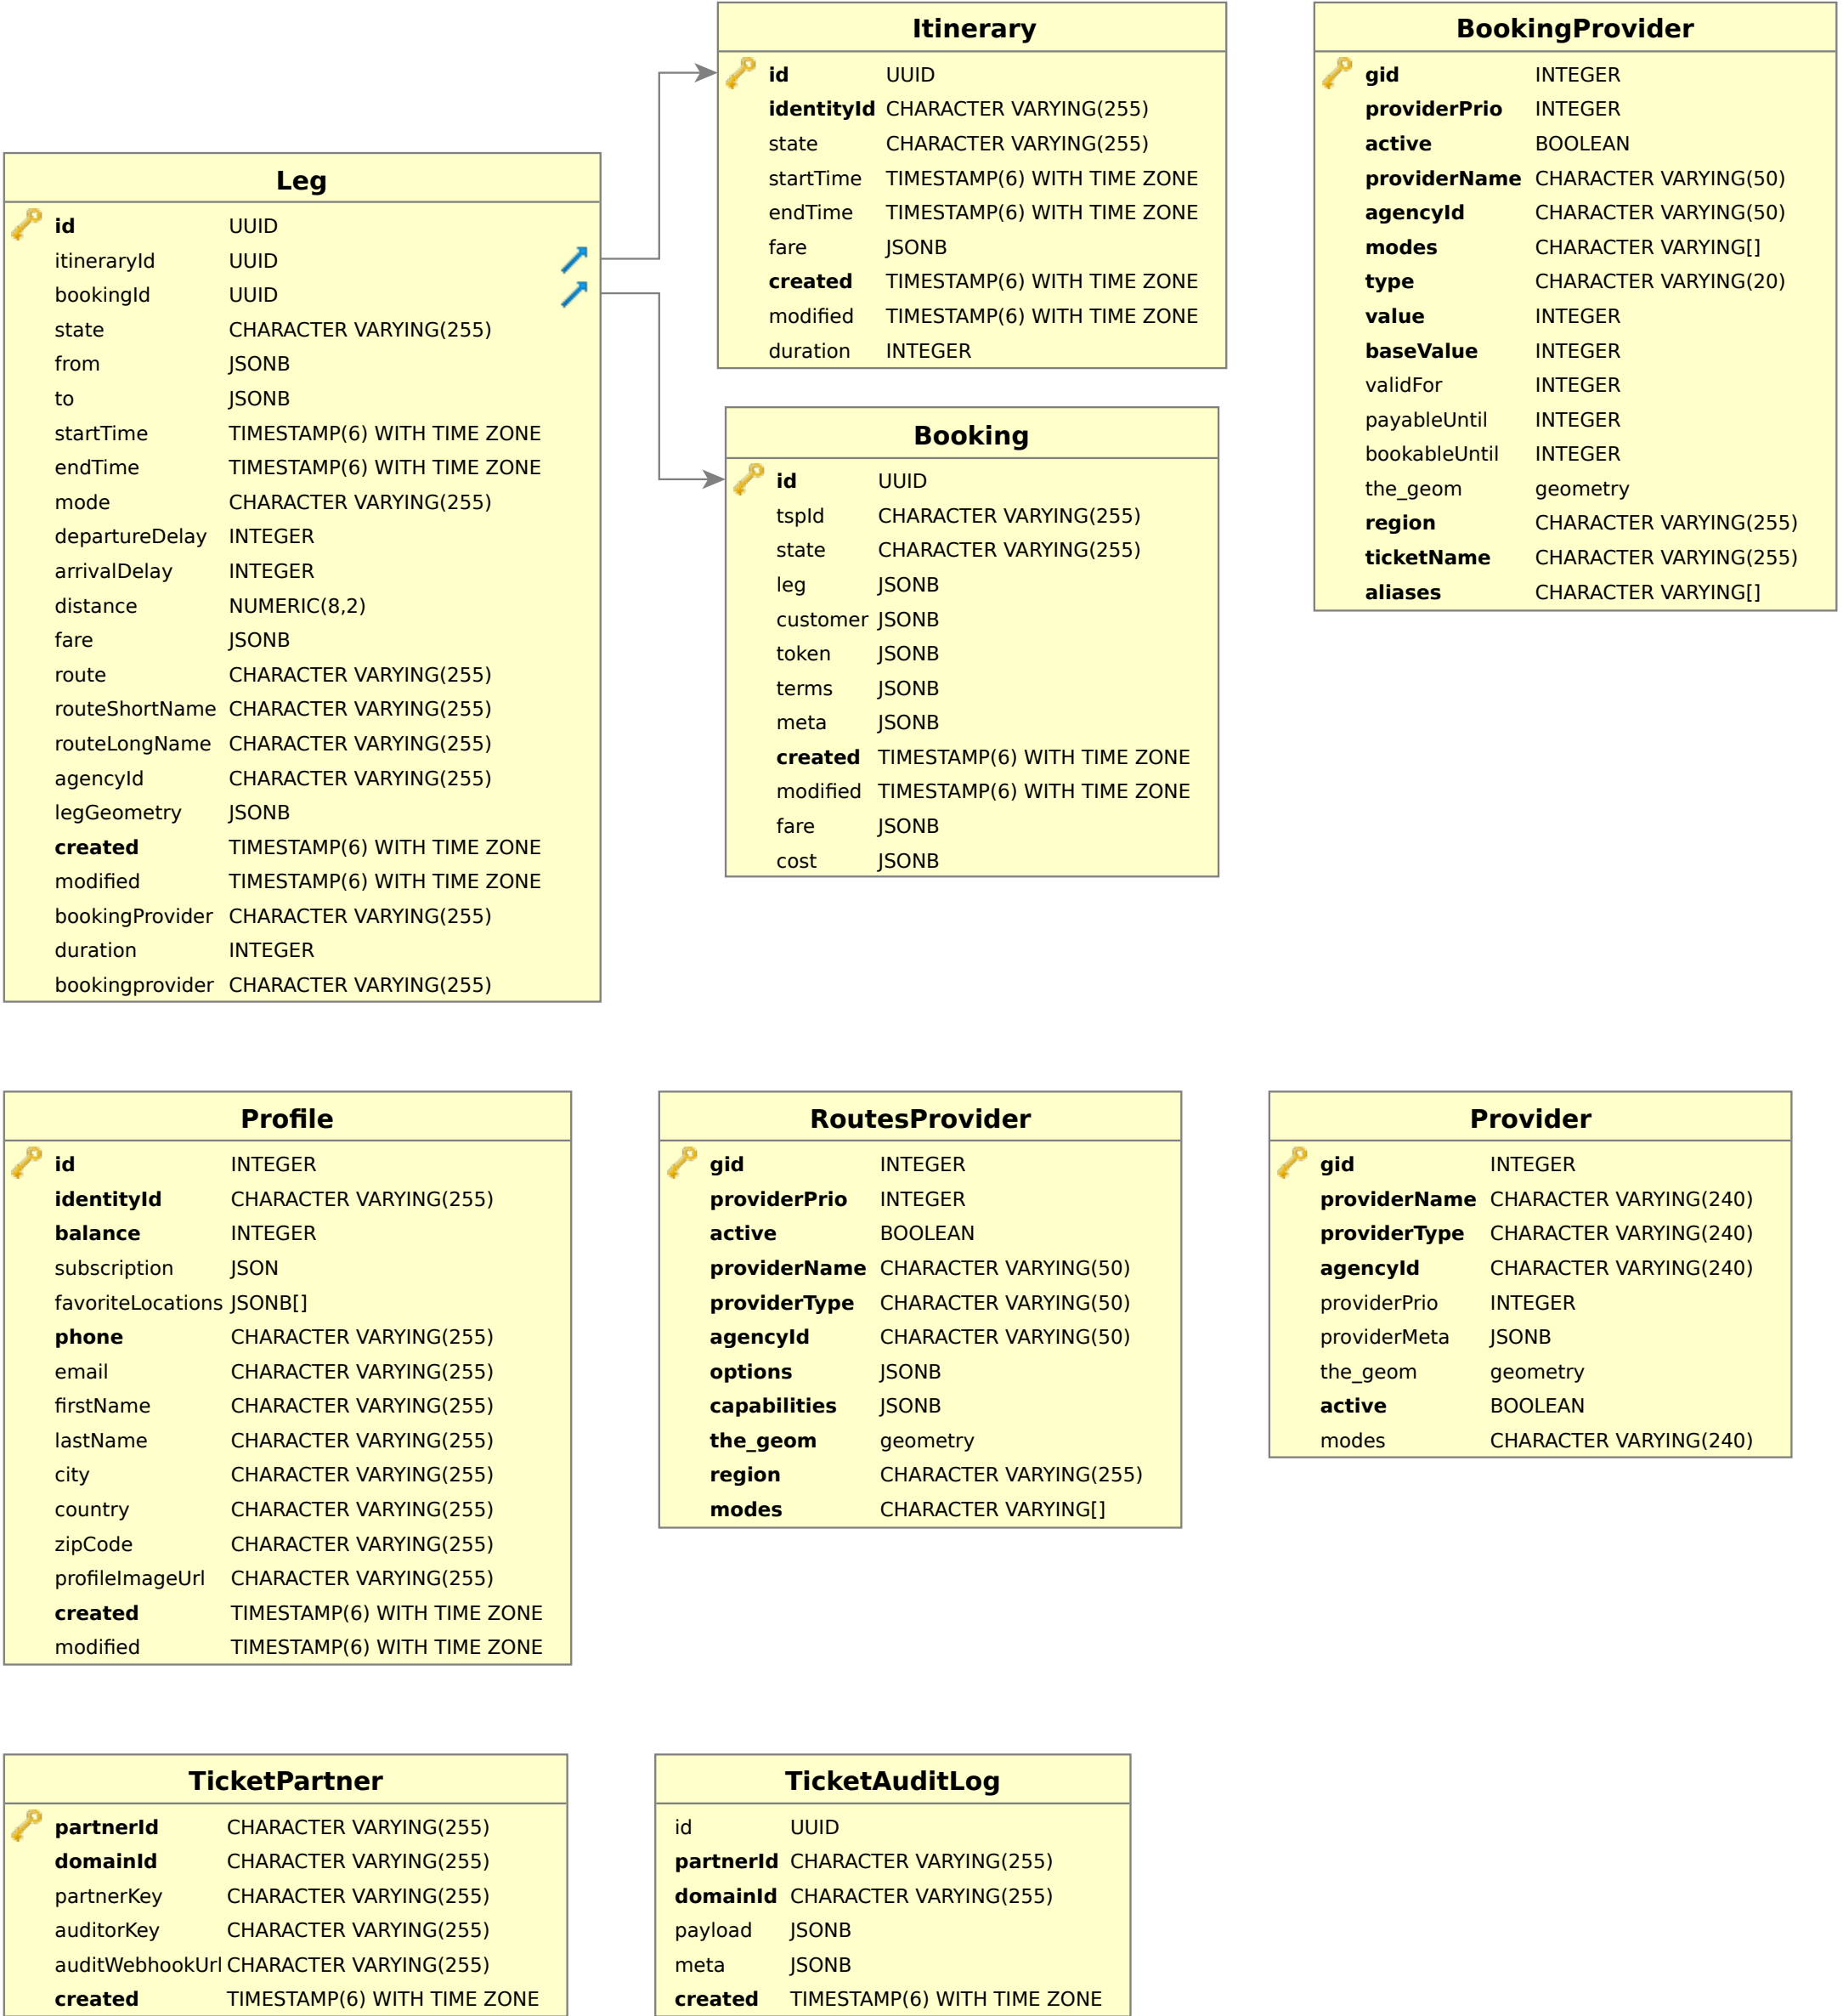 Itinerary
id UUID
identityId CHARACTER VARYING(255)
state CHARACTER VARYING(255)
startTime TIMESTAMP(6) WITH TIME ZONE
endTime TIMESTAMP(6) WITH TIME ZONE
fare JSONB
created TIMESTAMP(6) WITH TIME ZONE
modified TIMESTAMP(6) WITH TIME ZONE
duration INTEGER
BookingProvider
gid INTEGER
providerPrio INTEGER
active BOOLEAN
providerName CHARACTER VARYING(50)
agencyId CHARACTER VARYING(50)
modes CHARACTER VARYING[]
type CHARACTER VARYING(20)
value INTEGER
baseValue INTEGER
validFor INTEGER
payableUntil INTEGER
bookableUntil INTEGER
the_geom geometry
region CHARACTER VARYING(255)
ticketName CHARACTER VARYING(255)
aliases CHARACTER VARYING[]
Leg
id UUID
itineraryId UUID
bookingId UUID
state CHARACTER VARYING(255)
from JSONB
to JSONB
startTime TIMESTAMP(6) WITH TIME ZONE
endTime TIMESTAMP(6) WITH TIME ZONE
mode CHARACTER VARYING(255)
departureDelay INTEGER
arrivalDelay INTEGER
distance NUMERIC(8,2)
fare JSONB
route CHARACTER VARYING(255)
routeShortName CHARACTER VARYING(255)
routeLongName CHARACTER VARYING(255)
agencyId CHARACTER VARYING(255)
legGeometry JSONB
created TIMESTAMP(6) WITH TIME ZONE
modified TIMESTAMP(6) WITH TIME ZONE
bookingProvider CHARACTER VARYING(255)
duration INTEGER
bookingprovider CHARACTER VARYING(255)
Booking
id UUID
tspId CHARACTER VARYING(255)
state CHARACTER VARYING(255)
leg JSONB
customer JSONB
token JSONB
terms JSONB
meta JSONB
created TIMESTAMP(6) WITH TIME ZONE
modified TIMESTAMP(6) WITH TIME ZONE
fare JSONB
cost JSONB
Profile
id INTEGER
identityId CHARACTER VARYING(255)
balance INTEGER
subscription JSON
favoriteLocations JSONB[]
phone CHARACTER VARYING(255)
email CHARACTER VARYING(255)
firstName CHARACTER VARYING(255)
lastName CHARACTER VARYING(255)
city CHARACTER VARYING(255)
country CHARACTER VARYING(255)
zipCode CHARACTER VARYING(255)
profileImageUrl CHARACTER VARYING(255)
created TIMESTAMP(6) WITH TIME ZONE
modified TIMESTAMP(6) WITH TIME ZONE
RoutesProvider
gid INTEGER
providerPrio INTEGER
active BOOLEAN
providerName CHARACTER VARYING(50)
providerType CHARACTER VARYING(50)
agencyId CHARACTER VARYING(50)
options JSONB
capabilities JSONB
the_geom geometry
region CHARACTER VARYING(255)
modes CHARACTER VARYING[]
Provider
gid INTEGER
providerName CHARACTER VARYING(240)
providerType CHARACTER VARYING(240)
agencyId CHARACTER VARYING(240)
providerPrio INTEGER
providerMeta JSONB
the_geom geometry
active BOOLEAN
modes CHARACTER VARYING(240)
TicketPartner
partnerId CHARACTER VARYING(255)
domainId CHARACTER VARYING(255)
partnerKey CHARACTER VARYING(255)
auditorKey CHARACTER VARYING(255)
auditWebhookUrl CHARACTER VARYING(255)
created TIMESTAMP(6) WITH TIME ZONE
TicketAuditLog
id UUID
partnerId CHARACTER VARYING(255)
domainId CHARACTER VARYING(255)
payload JSONB
meta JSONB
created TIMESTAMP(6) WITH TIME ZONE